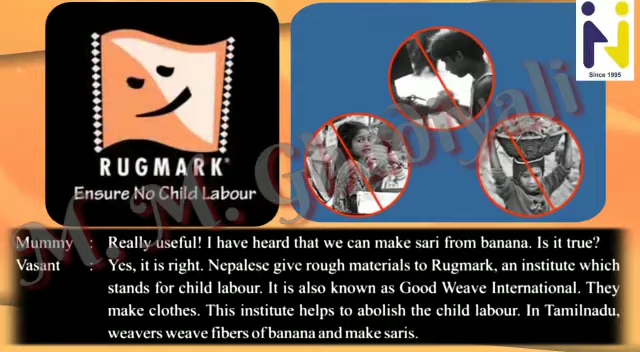 Since 1995
RUGMARK®
Ensure No Child Labour
M. M. Ghodiyali
Mummy : Really useful! I have heard that we can make sari from banana. Is it true?
Vasant : Yes, it is right. Nepalese give rough materials to Rugmark, an institute which
stands for child labour. It is also known as Good Weave International. They
make clothes. This institute helps to abolish the child labour. In Tamilnadu,
weavers weave fibers of banana and make saris.